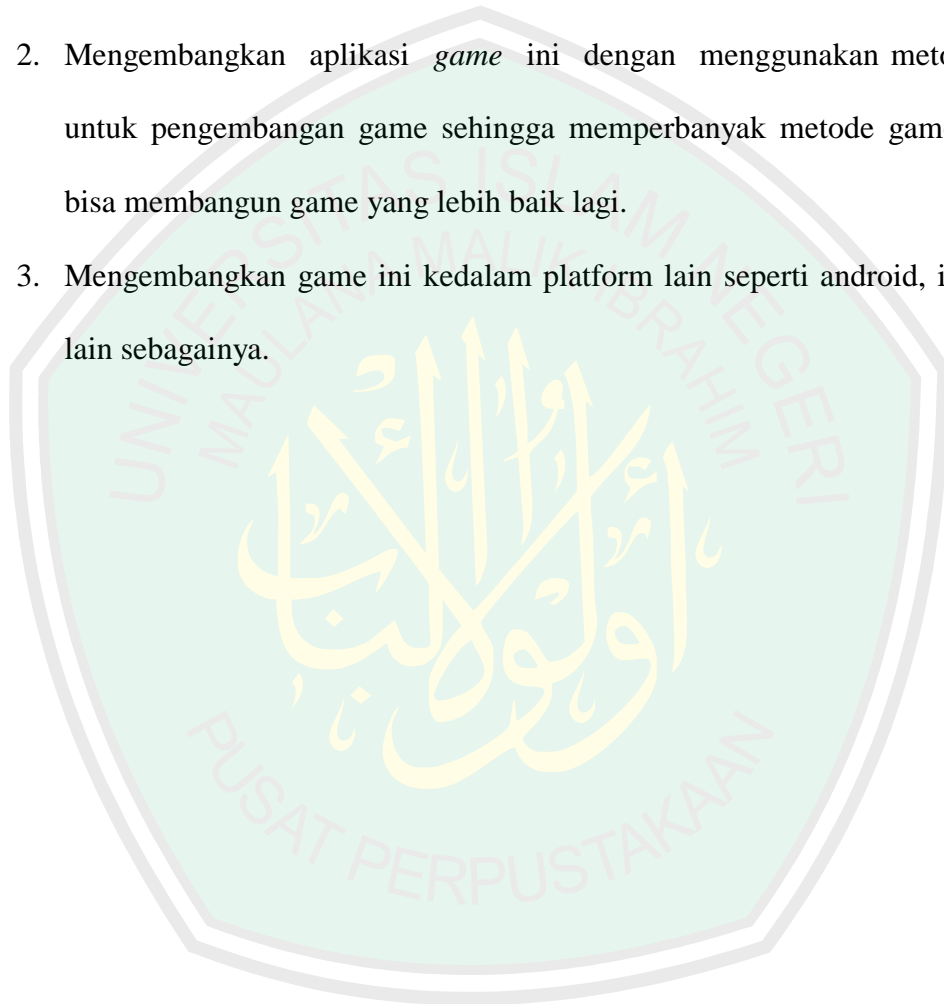 2. Mengembangkan aplikasi game ini dengan menggunakan
untuk pengembangan game sehingga memperbanyak metode
bisa membangun game yang lebih baik lagi.
3. Mengembangkan game ini kedalam platform lain seperti android,
lain sebagainya.
UNIVERSITAS ISLAM NEGERI
MAULANA MALIK IBRAHIM
أولو الألباب
PUSAT PERPUSTAKAAN